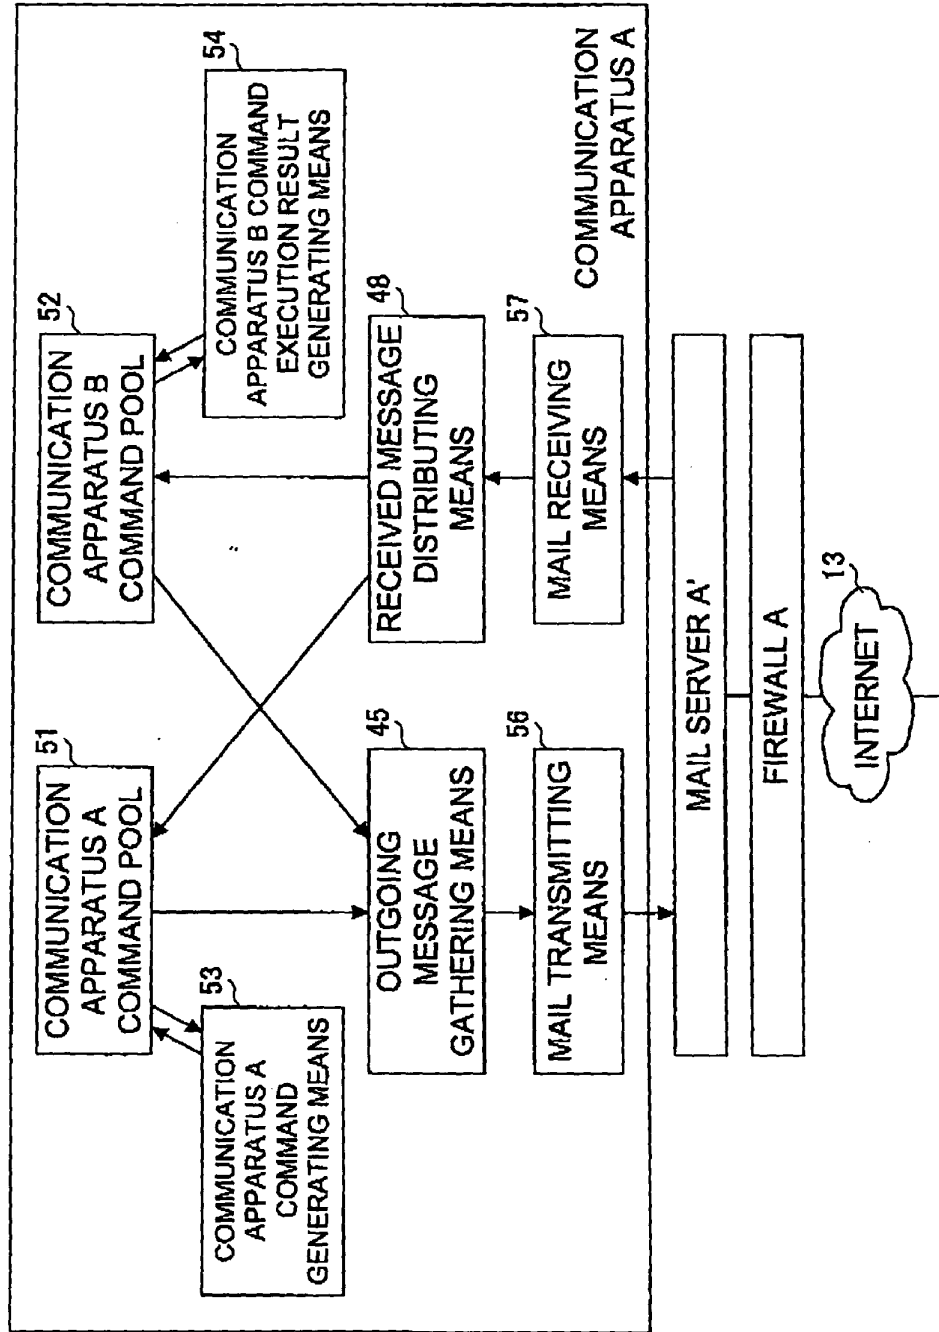 51
COMMUNICATION
APPARATUS A
COMMAND POOL
52
COMMUNICATION
APPARATUS B
COMMAND POOL
53
COMMUNICATION
APPARATUS A
COMMAND
GENERATING MEANS
54
COMMUNICATION
APPARATUS B COMMAND
EXECUTION RESULT
GENERATING MEANS
45
OUTGOING
MESSAGE
GATHERING MEANS
48
RECEIVED MESSAGE
DISTRIBUTING
MEANS
56
MAIL TRANSMITTING
MEANS
57
MAIL RECEIVING
MEANS
COMMUNICATION
APPARATUS A
MAIL SERVER A'
FIREWALL A
13
INTERNET